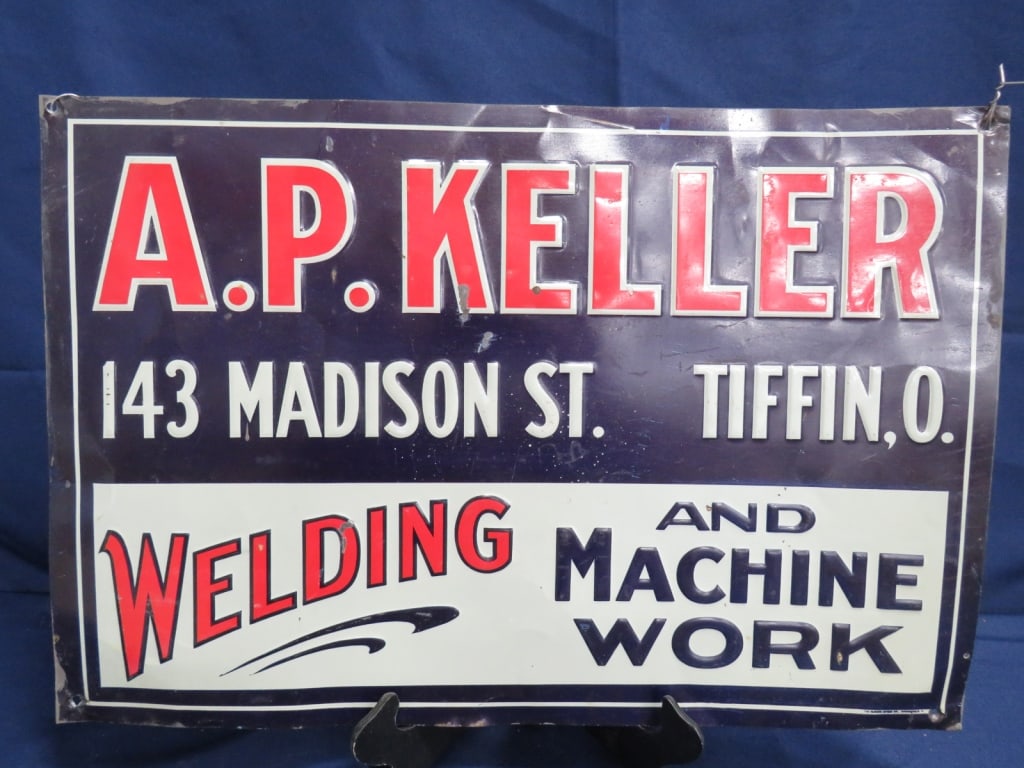 A.P. KELLER
143 MADISON ST. TIFFIN, O.
WELDING
AND
MACHINE
WORK